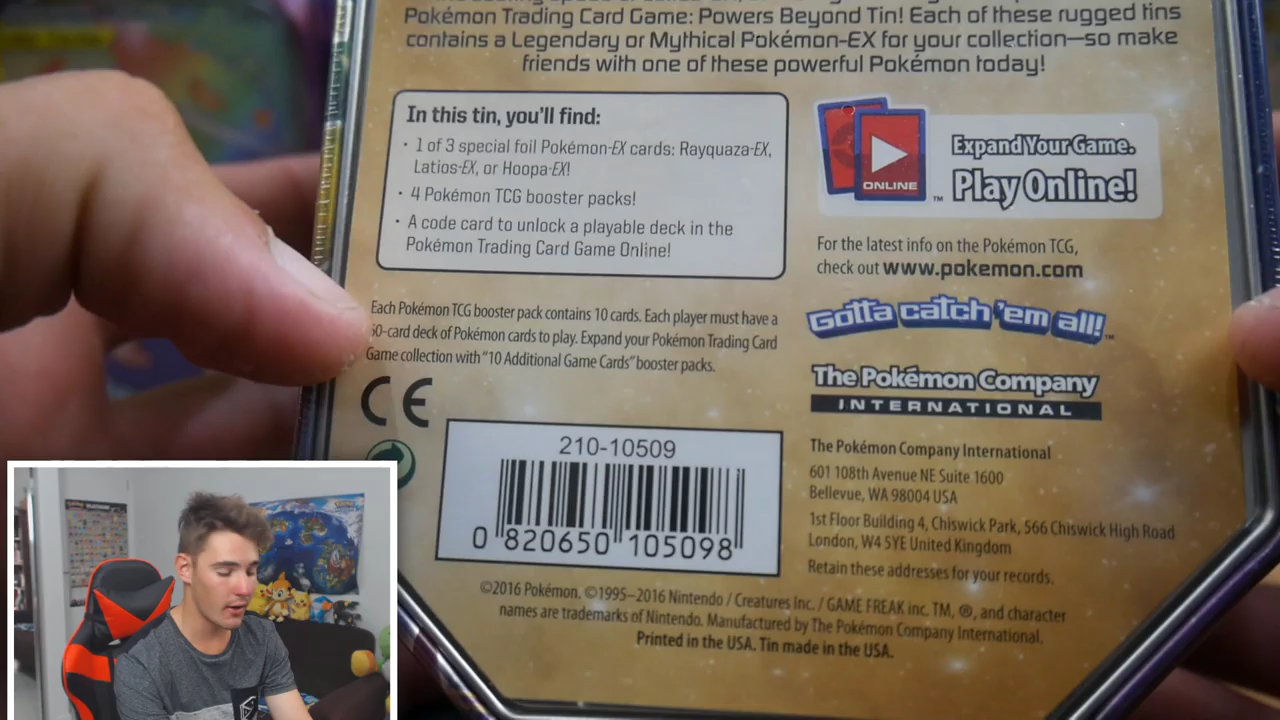 Pokémon Trading Card Game: Powers Beyond Tin! Each of these rugged tins
contains a Legendary or Mythical Pokémon-EX for your collection—so make
friends with one of these powerful Pokémon today!
In this tin, you'll find:
· 1 of 3 special foil Pokémon-EX cards: Rayquaza-EX,
Latios-EX, or Hoopa-EX!
· 4 Pokémon TCG booster packs!
· A code card to unlock a playable deck in the
Pokémon Trading Card Game Online!
Each Pokémon TCG booster pack contains 10 cards. Each player must have a
60-card deck of Pokémon cards to play. Expand your Pokémon Trading Card
Game collection with "10 Additional Game Cards" booster packs.
CE
210-10509
0 820650 105098
ONLINE
™
Expand Your Game.
Play Online!
For the latest info on the Pokémon TCG,
check out www.pokemon.com
Gotta catch 'em all!™
The Pokémon Company
INTERNATIONAL
The Pokémon Company International
601 108th Avenue NE Suite 1600
Bellevue, WA 98004 USA
1st Floor Building 4, Chiswick Park, 566 Chiswick High Road
London, W4 5YE United Kingdom
Retain these addresses for your records.
©2016 Pokémon. ©1995–2016 Nintendo / Creatures Inc. / GAME FREAK inc. TM, ®, and character
names are trademarks of Nintendo. Manufactured by The Pokémon Company International.
Printed in the USA. Tin made in the USA.